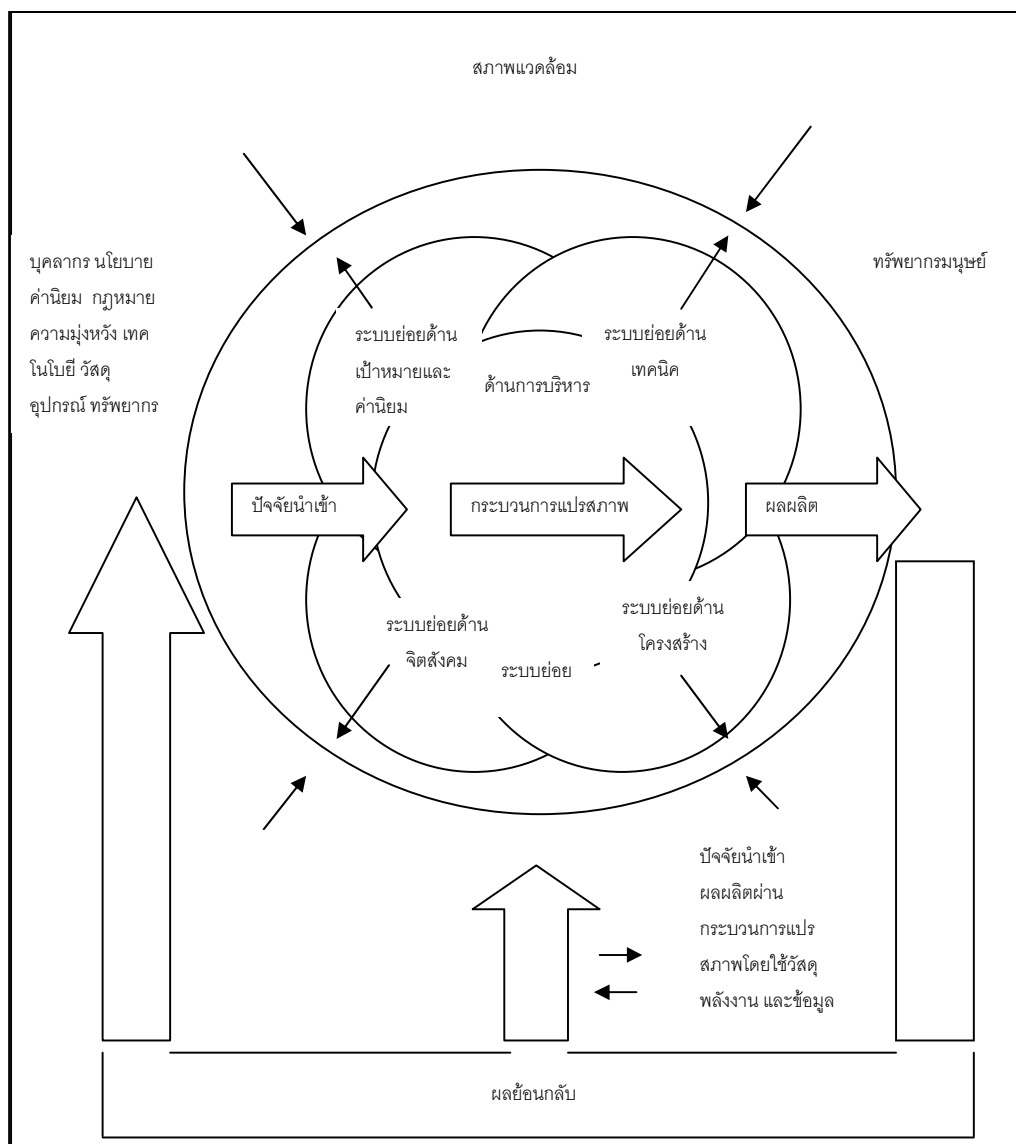 สภาพแวดล้อม
บุคลากร นโยบาย
ค่านิยม กฎหมาย
ความมุ่งหวัง เทค
โนโบยี วัสดุ
อุปกรณ์ ทรัพยากร
ทรัพยากรมนุษย์
ระบบย่อยด้าน
เป้าหมายและ
ค่านิยม
ด้านการบริหาร
ระบบย่อยด้าน
เทคนิค
ปัจจัยนำเข้า
กระบวนการแปรสภาพ
ผลผลิต
ระบบย่อยด้าน
จิตสังคม
ระบบย่อย
ระบบย่อยด้าน
โครงสร้าง
ปัจจัยนำเข้า
ผลผลิตผ่าน
กระบวนการแปร
สภาพโดยใช้วัสดุ
พลังงาน และข้อมูล
ผลย้อนกลับ